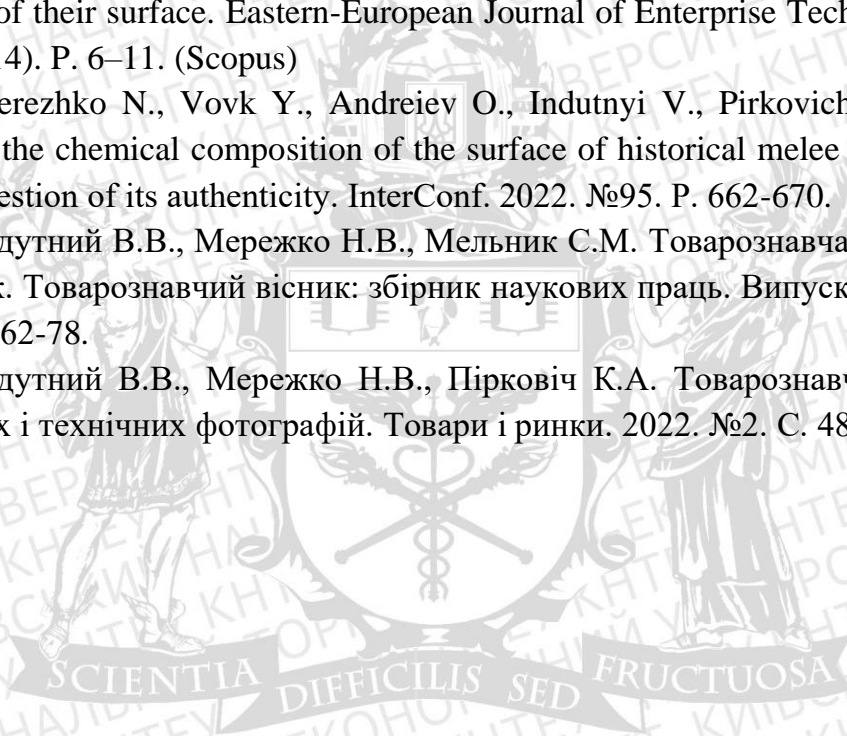 of their surface. Eastern-European Journal of Enterprise Tech
14). P. 6–11. (Scopus)
erezhko N., Vovk Y., Andreiev O., Indutnyi V., Pirkovich
the chemical composition of the surface of historical melee
estion of its authenticity. InterConf. 2022. №95. P. 662-670.
дутний В.В., Мережко Н.В., Мельник С.М. Товарознавча
к. Товарознавчий вісник: збірник наукових праць. Випуск
62-78.
дутний В.В., Мережко Н.В., Пірковіч К.А. Товарознавч
х і технічних фотографій. Товари і ринки. 2022. №2. С. 48
SCIENTIA DIFFICILIS SED FRUCTUOSA